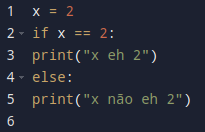 1 x = 2
2 if x == 2:
3 print("x eh 2")
4 else:
5 print("x não eh 2")
6